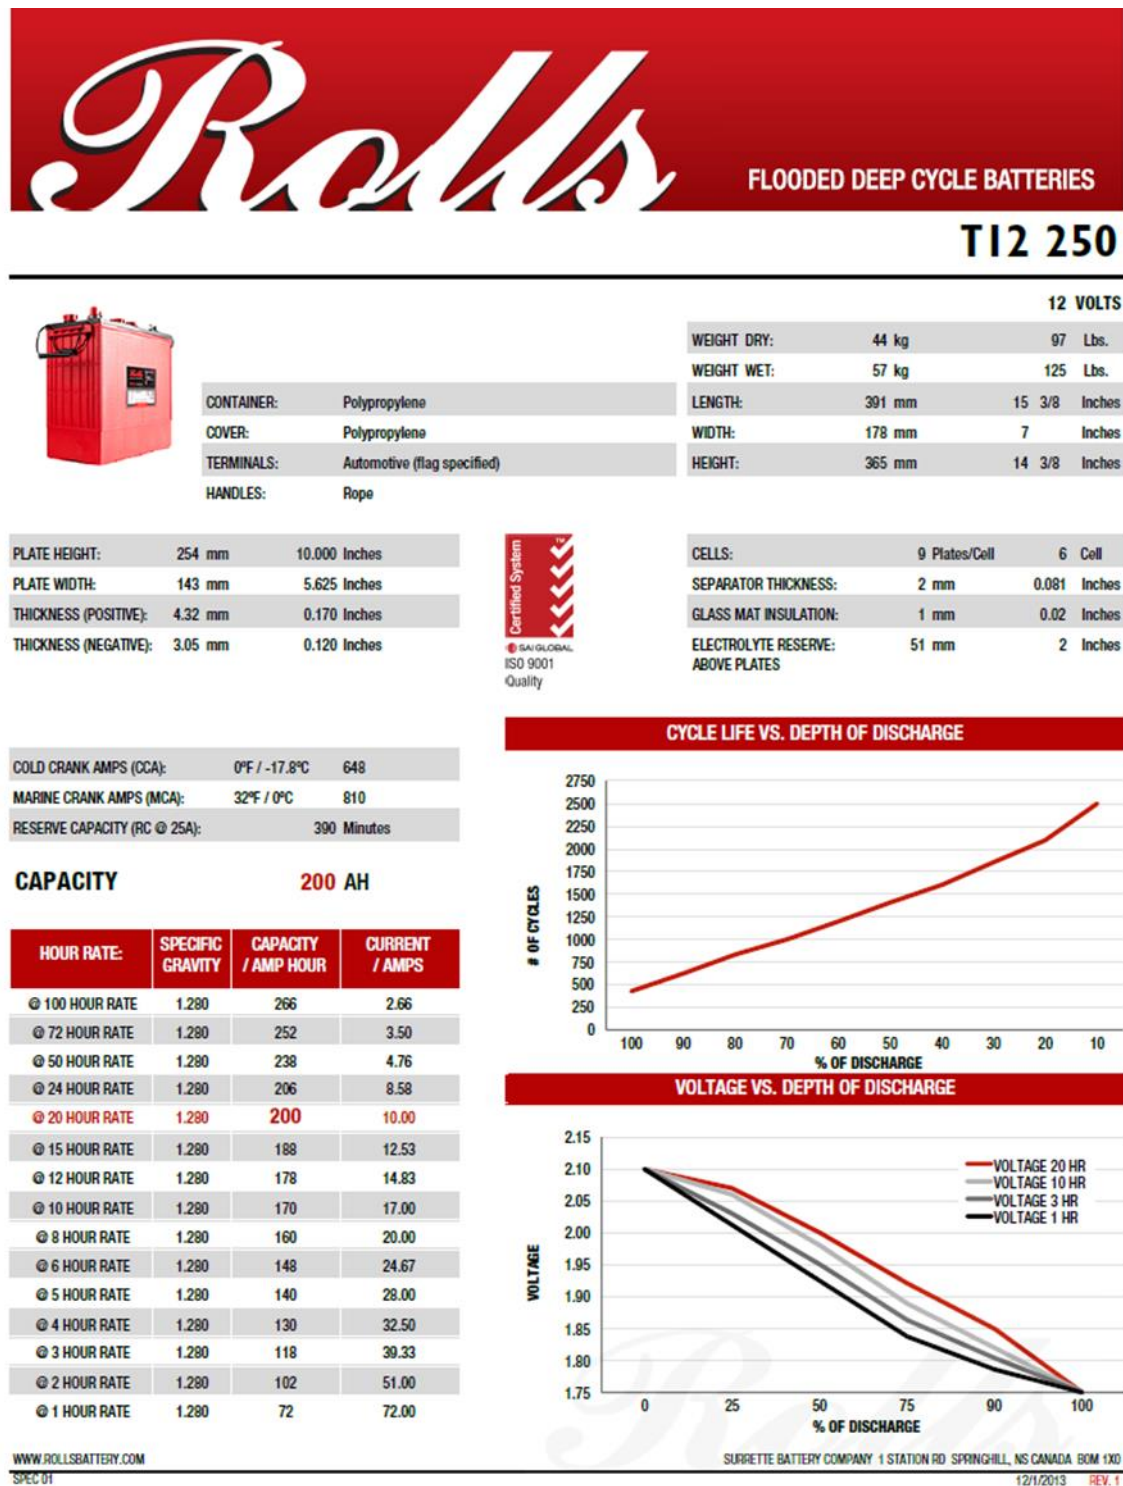 Rolls
FLOODED DEEP CYCLE BATTERIES
T12 250
12 VOLTS
WEIGHT DRY: 44 kg 97 Lbs.
WEIGHT WET: 57 kg 125 Lbs.
LENGTH: 391 mm 15 3/8 Inches
WIDTH: 178 mm 7 Inches
HEIGHT: 365 mm 14 3/8 Inches
CONTAINER: Polypropylene
COVER: Polypropylene
TERMINALS: Automotive (flag specified)
HANDLES: Rope
PLATE HEIGHT: 254 mm 10.000 Inches
PLATE WIDTH: 143 mm 5.625 Inches
THICKNESS (POSITIVE): 4.32 mm 0.170 Inches
THICKNESS (NEGATIVE): 3.05 mm 0.120 Inches
Certified System
TM
SAI GLOBAL
ISO 9001
Quality
CELLS: 9 Plates/Cell 6 Cell
SEPARATOR THICKNESS: 2 mm 0.081 Inches
GLASS MAT INSULATION: 1 mm 0.02 Inches
ELECTROLYTE RESERVE: 51 mm 2 Inches
ABOVE PLATES
COLD CRANK AMPS (CCA): 0ºF / -17.8ºC 648
MARINE CRANK AMPS (MCA): 32ºF / 0ºC 810
RESERVE CAPACITY (RC @ 25A): 390 Minutes
CAPACITY 200 AH
HOUR RATE: SPECIFIC GRAVITY CAPACITY / AMP HOUR CURRENT / AMPS
@ 100 HOUR RATE 1.280 266 2.66
@ 72 HOUR RATE 1.280 252 3.50
@ 50 HOUR RATE 1.280 238 4.76
@ 24 HOUR RATE 1.280 206 8.58
@ 20 HOUR RATE 1.280 200 10.00
@ 15 HOUR RATE 1.280 188 12.53
@ 12 HOUR RATE 1.280 178 14.83
@ 10 HOUR RATE 1.280 170 17.00
@ 8 HOUR RATE 1.280 160 20.00
@ 6 HOUR RATE 1.280 148 24.67
@ 5 HOUR RATE 1.280 140 28.00
@ 4 HOUR RATE 1.280 130 32.50
@ 3 HOUR RATE 1.280 118 39.33
@ 2 HOUR RATE 1.280 102 51.00
@ 1 HOUR RATE 1.280 72 72.00
CYCLE LIFE VS. DEPTH OF DISCHARGE
2750
2500
2250
2000
1750
1500
1250
1000
750
500
250
0
# OF CYCLES
100 90 80 70 60 50 40 30 20 10
% OF DISCHARGE
VOLTAGE VS. DEPTH OF DISCHARGE
2.15
2.10
2.05
2.00
1.95
1.90
1.85
1.80
1.75
VOLTAGE
VOLTAGE 20 HR
VOLTAGE 10 HR
VOLTAGE 3 HR
VOLTAGE 1 HR
0 25 50 75 90 100
% OF DISCHARGE
Rolls
WWW.ROLLSBATTERY.COM
SURRETTE BATTERY COMPANY 1 STATION RD SPRINGHILL, NS CANADA B0M 1X0
SPEC 01
12/1/2013 REV. 1